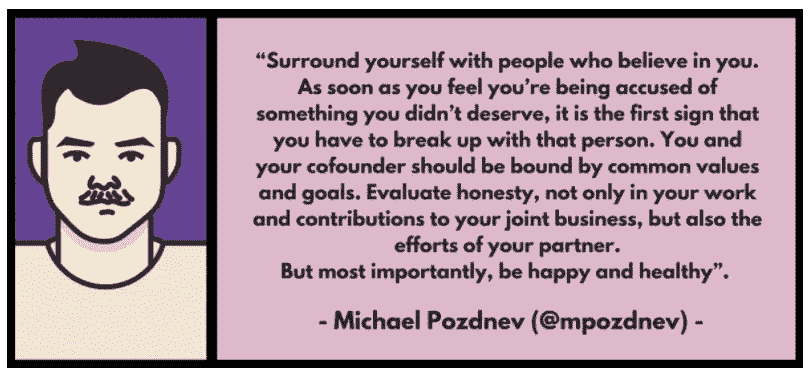 “Surround yourself with people who believe in you.
As soon as you feel you’re being accused of
something you didn’t deserve, it is the first sign that
you have to break up with that person. You and
your cofounder should be bound by common values
and goals. Evaluate honesty, not only in your work
and contributions to your joint business, but also the
efforts of your partner.
But most importantly, be happy and healthy”.
- Michael Pozdnev (@mpozdnev) -